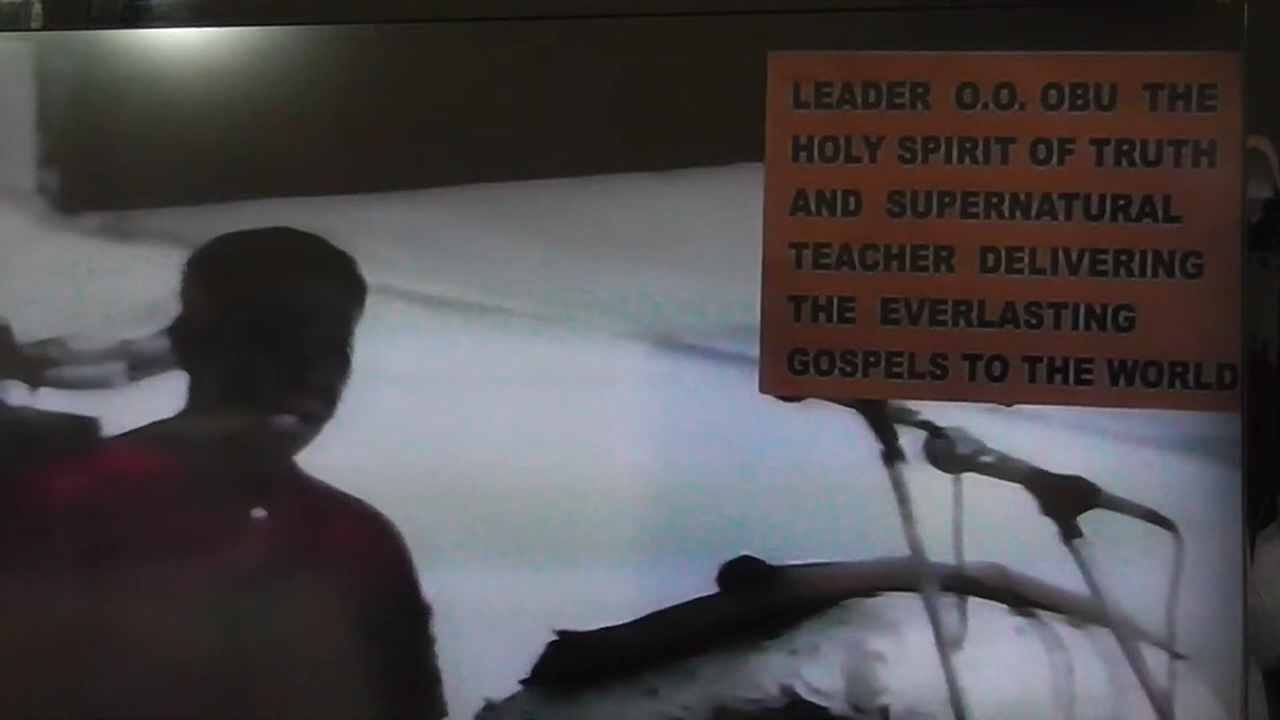 LEADER O.O. OBU THE
HOLY SPIRIT OF TRUTH
AND SUPERNATURAL
TEACHER DELIVERING
THE EVERLASTING
GOSPELS TO THE WORLD